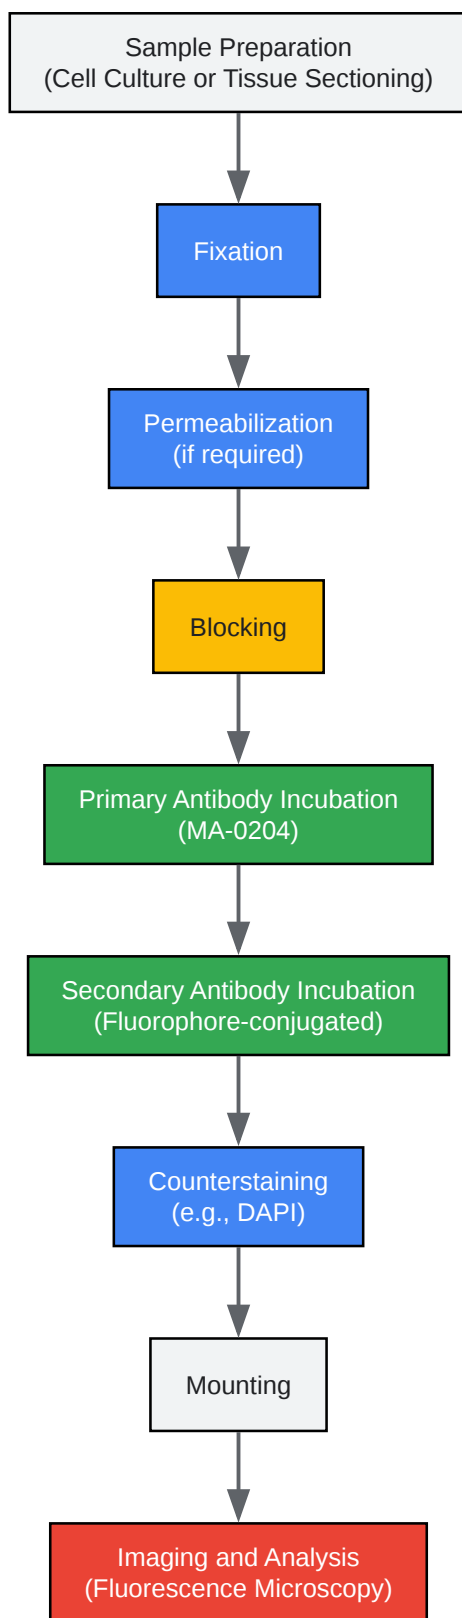 Sample Preparation
(Cell Culture or Tissue Sectioning)
Fixation
Permeabilization
(if required)
Blocking
Primary Antibody Incubation
(MA-0204)
Secondary Antibody Incubation
(Fluorophore-conjugated)
Counterstaining
(e.g., DAPI)
Mounting
Imaging and Analysis
(Fluorescence Microscopy)